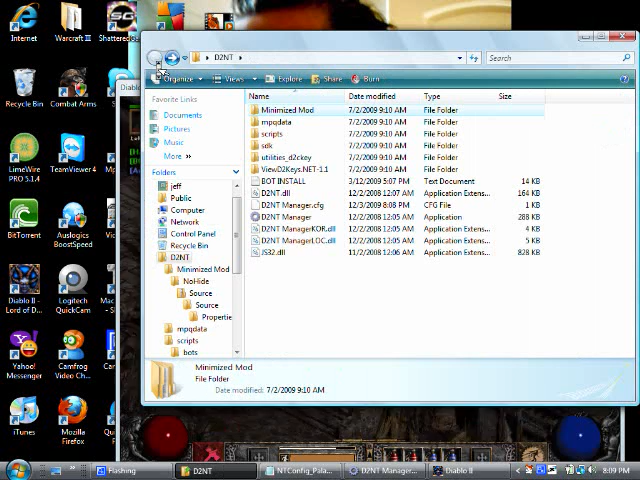 D2NT
Search
Organize
Views
Explore
Share
Burn
Favorite Links
Documents
Pictures
Music
More »
Folders
jeff
Public
Computer
Network
Control Panel
Recycle Bin
D2NT
Minimized Mod
NoHide
Source
Source
Propertie
mpqdata
scripts
bots
Name Date modified Type Size
Minimized Mod 7/2/2009 9:10 AM File Folder
mpqdata 7/2/2009 9:10 AM File Folder
scripts 7/2/2009 9:10 AM File Folder
sdk 7/2/2009 9:10 AM File Folder
utilities_d2ckey 7/2/2009 9:10 AM File Folder
ViewD2Keys.NET-1.1 7/2/2009 9:10 AM File Folder
BOT INSTALL 3/12/2009 5:07 PM Text Document 14 KB
D2NT.dll 12/2/2008 12:07 AM Application Extens... 164 KB
D2NT Manager.cfg 12/3/2009 8:08 PM CFG File 1 KB
D2NT Manager 12/2/2008 12:05 AM Application 288 KB
D2NT ManagerKOR.dll 12/2/2008 12:05 AM Application Extens... 4 KB
D2NT ManagerLOC.dll 12/2/2008 12:05 AM Application Extens... 5 KB
JS32.dll 11/2/2008 12:06 AM Application Extens... 828 KB
Minimized Mod
File Folder
Date modified: 7/2/2009 9:10 AM
Internet
Warcraft III
Shattered
Recycle Bin
Combat Arms
Diablo
LimeWire
PRO 5.1.4
TeamViewer 4
BitTorrent
Auslogics
BoostSpeed
Diablo II -
Lord of D...
Logitech
QuickCam
Yahoo!
Messenger
Camfrog
Video Ch...
iTunes
Mozilla
Firefox
Flashing
D2NT
NTConfig_Pala...
D2NT Manager...
Diablo II
8:09 PM